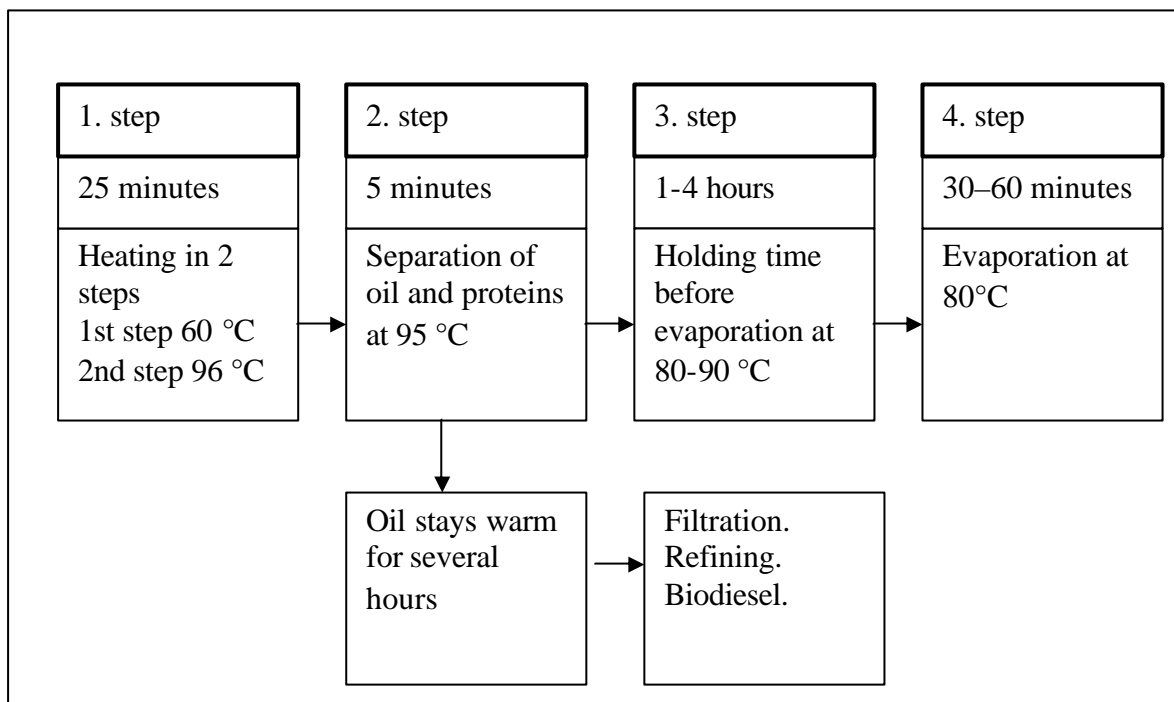 1. step
25 minutes
Heating in 2
steps
1st step 60 °C
2nd step 96 °C
2. step
5 minutes
Separation of
oil and proteins
at 95 °C
3. step
1-4 hours
Holding time
before
evaporation at
80-90 °C
4. step
30–60 minutes
Evaporation at
80°C
Oil stays warm
for several
hours
Filtration.
Refining.
Biodiesel.